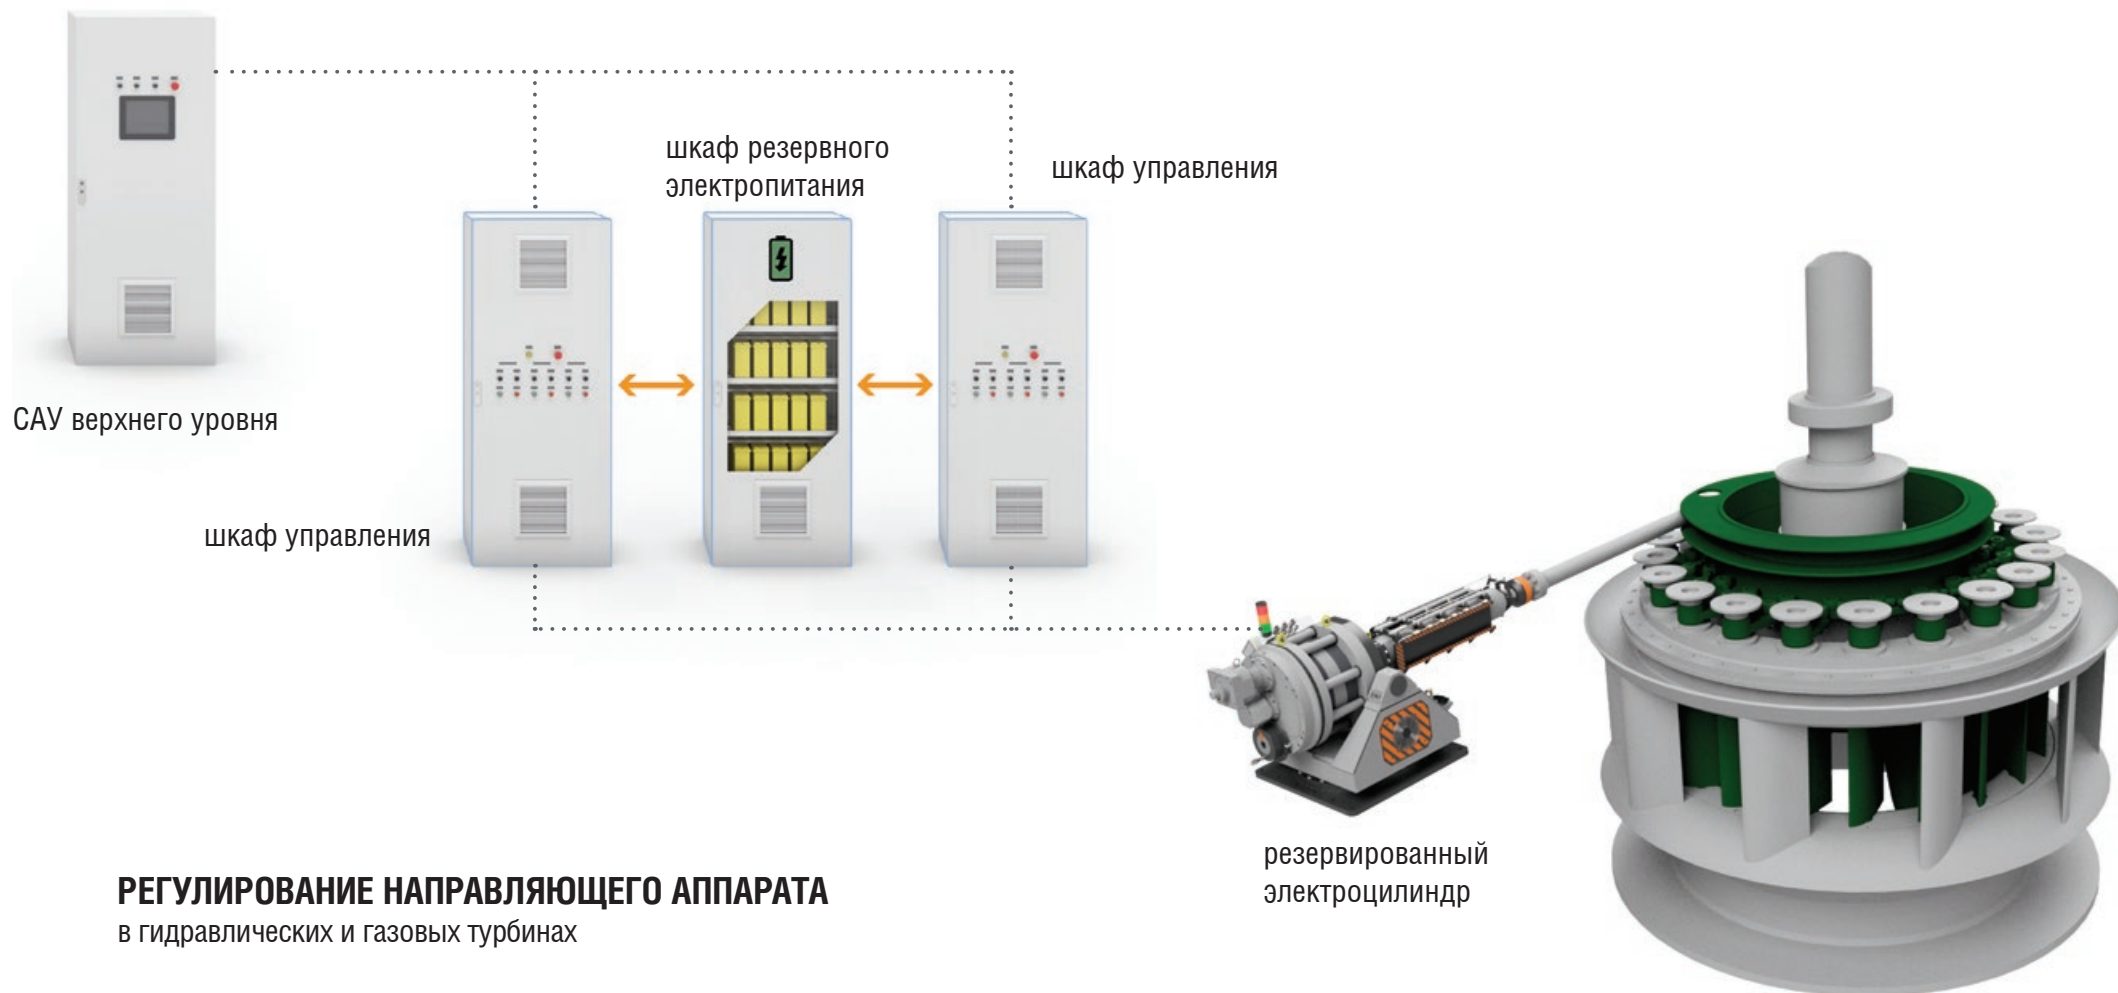 шкаф резервного
электропитания
шкаф управления
САУ верхнего уровня
шкаф управления
резервированный
электроцилиндр
РЕГУЛИРОВАНИЕ НАПРАВЛЯЮЩЕГО АППАРАТА
в гидравлических и газовых турбинах